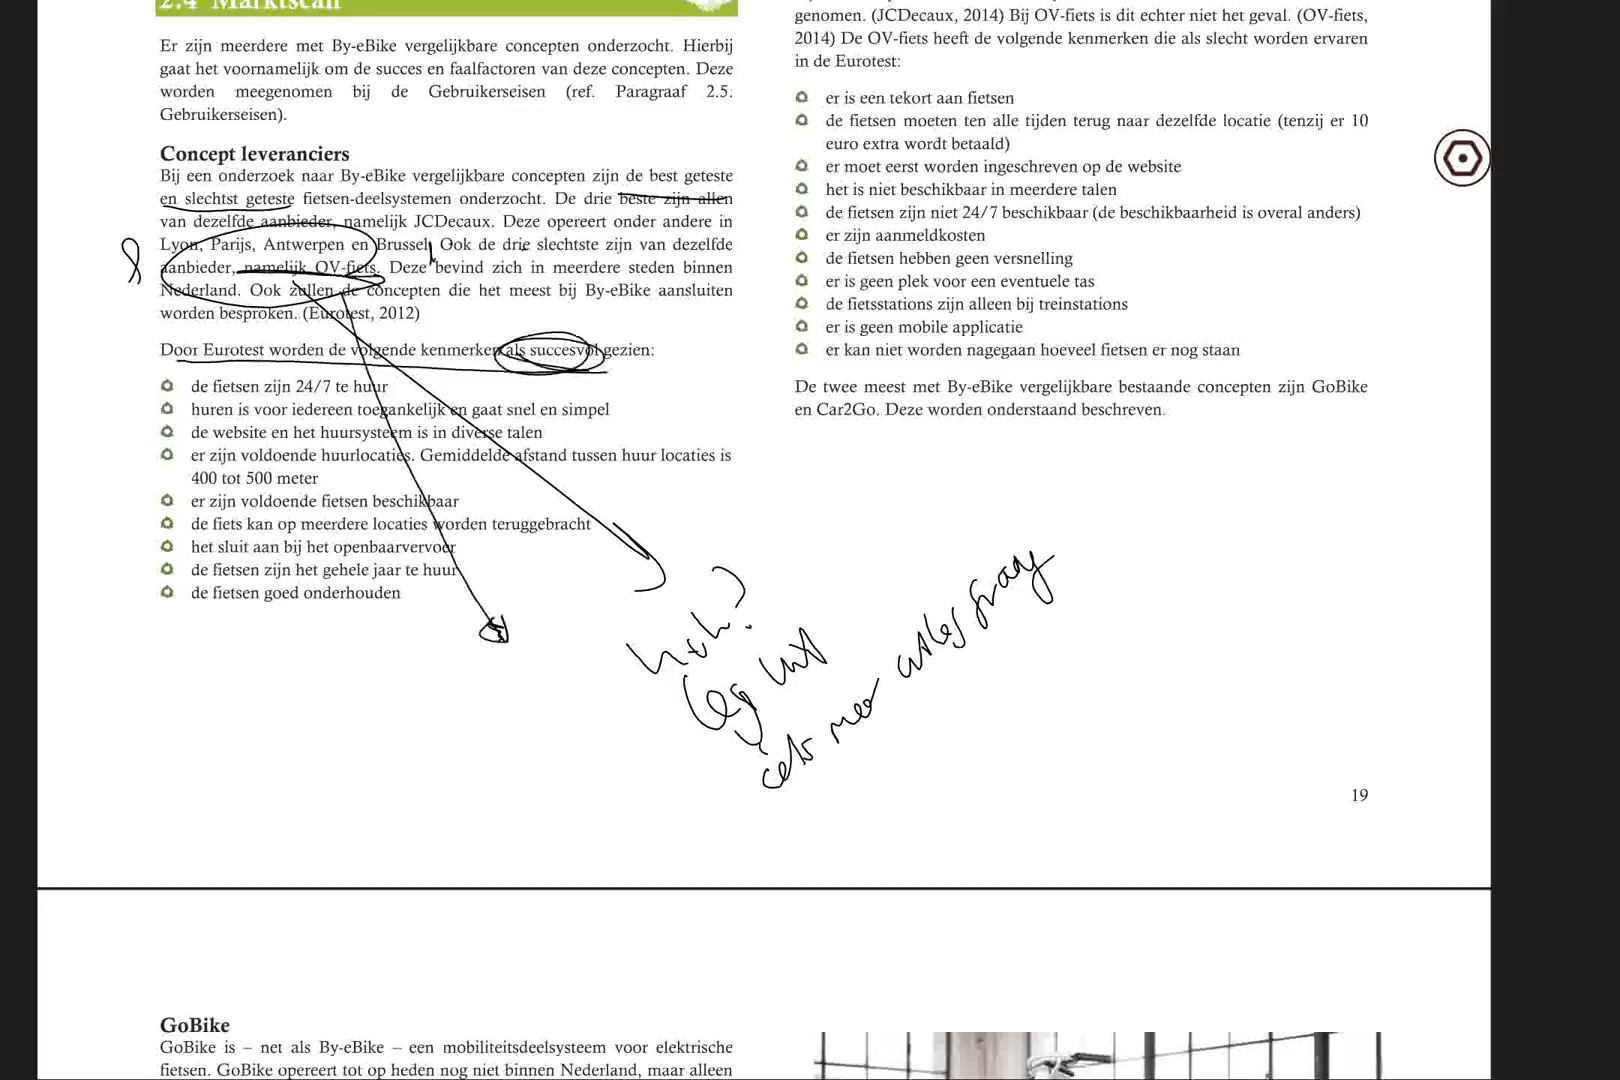 2.4 Marktscan
Er zijn meerdere met By-eBike vergelijkbare concepten onderzocht. Hierbij
gaat het voornamelijk om de succes en faalfactoren van deze concepten. Deze
worden meegenomen bij de Gebruikerseisen (ref. Paragraaf 2.5.
Gebruikerseisen).
Concept leveranciers
Bij een onderzoek naar By-eBike vergelijkbare concepten zijn de best geteste
en slechtst geteste fietsen-deelsystemen onderzocht. De drie beste zijn allen
van dezelfde aanbieder, namelijk JCDecaux. Deze opereert onder andere in
Lyon, Parijs, Antwerpen en Brussel. Ook de drie slechtste zijn van dezelfde
aanbieder, namelijk OV-fiets. Deze bevind zich in meerdere steden binnen
Nederland. Ook zullen de concepten die het meest bij By-eBike aansluiten
worden besproken. (Eurotest, 2012)
Door Eurotest worden de volgende kenmerken als succesvol gezien:
de fietsen zijn 24/7 te huur
huren is voor iedereen toegankelijk en gaat snel en simpel
de website en het huursysteem is in diverse talen
er zijn voldoende huurlocaties. Gemiddelde afstand tussen huur locaties is
400 tot 500 meter
er zijn voldoende fietsen beschikbaar
de fiets kan op meerdere locaties worden teruggebracht
het sluit aan bij het openbaarvervoer
de fietsen zijn het gehele jaar te huur
de fietsen goed onderhouden
genomen. (JCDecaux, 2014) Bij OV-fiets is dit echter niet het geval. (OV-fiets,
2014) De OV-fiets heeft de volgende kenmerken die als slecht worden ervaren
in de Eurotest:
er is een tekort aan fietsen
de fietsen moeten ten alle tijden terug naar dezelfde locatie (tenzij er 10
euro extra wordt betaald)
er moet eerst worden ingeschreven op de website
het is niet beschikbaar in meerdere talen
de fietsen zijn niet 24/7 beschikbaar (de beschikbaarheid is overal anders)
er zijn aanmeldkosten
de fietsen hebben geen versnelling
er is geen plek voor een eventuele tas
de fietsstations zijn alleen bij treinstations
er is geen mobile applicatie
er kan niet worden nagegaan hoeveel fietsen er nog staan
De twee meest met By-eBike vergelijkbare bestaande concepten zijn GoBike
en Car2Go. Deze worden onderstaand beschreven.
iets meer
19
GoBike
GoBike is – net als By-eBike – een mobiliteitsdeelsysteem voor elektrische
fietsen. GoBike opereert tot op heden nog niet binnen Nederland, maar alleen